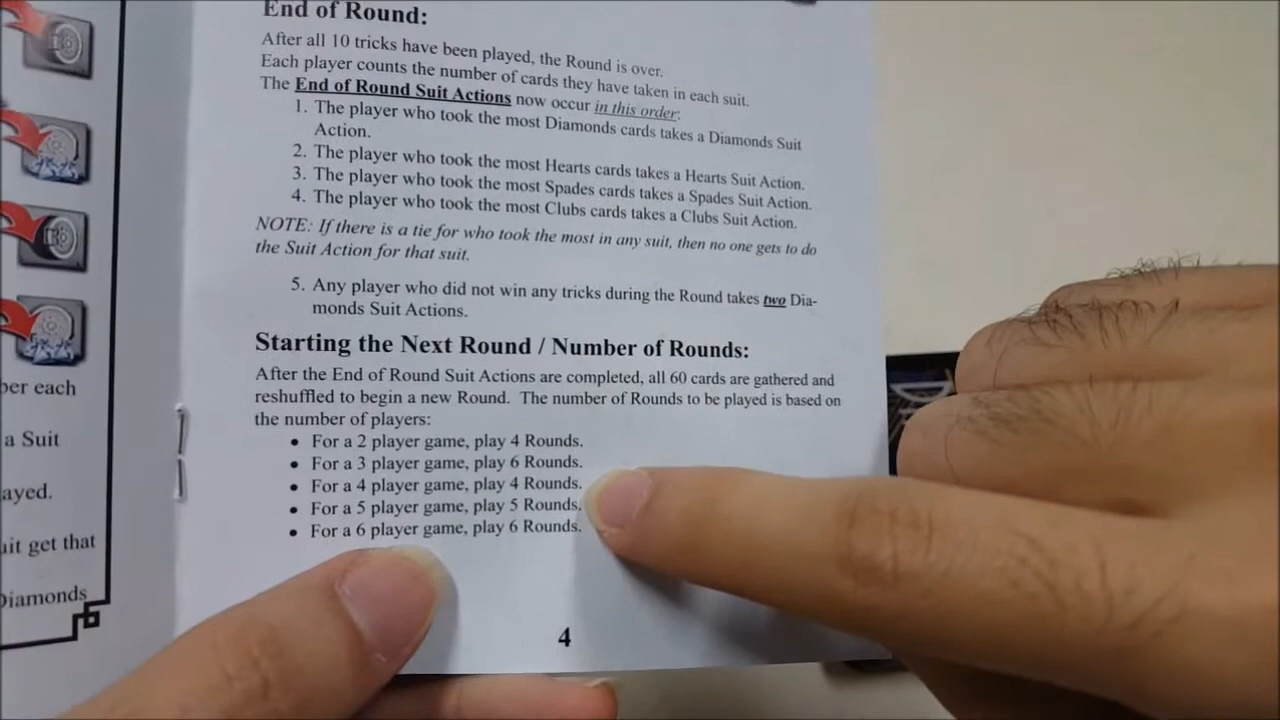 End of Round:
After all 10 tricks have been played, the Round is over.
Each player counts the number of cards they have taken in each suit.
The End of Round Suit Actions now occur in this order:
1. The player who took the most Diamonds cards takes a Diamonds Suit
Action.
2. The player who took the most Hearts cards takes a Hearts Suit Action.
3. The player who took the most Spades cards takes a Spades Suit Action.
4. The player who took the most Clubs cards takes a Clubs Suit Action.
NOTE: If there is a tie for who took the most in any suit, then no one gets to do
the Suit Action for that suit.
5. Any player who did not win any tricks during the Round takes two Dia-
monds Suit Actions.
Starting the Next Round / Number of Rounds:
After the End of Round Suit Actions are completed, all 60 cards are gathered and
reshuffled to begin a new Round. The number of Rounds to be played is based on
the number of players:
• For a 2 player game, play 4 Rounds.
• For a 3 player game, play 6 Rounds.
• For a 4 player game, play 4 Rounds.
• For a 5 player game, play 5 Rounds.
• For a 6 player game, play 6 Rounds.
4
each
a Suit
uit get that
Diamonds